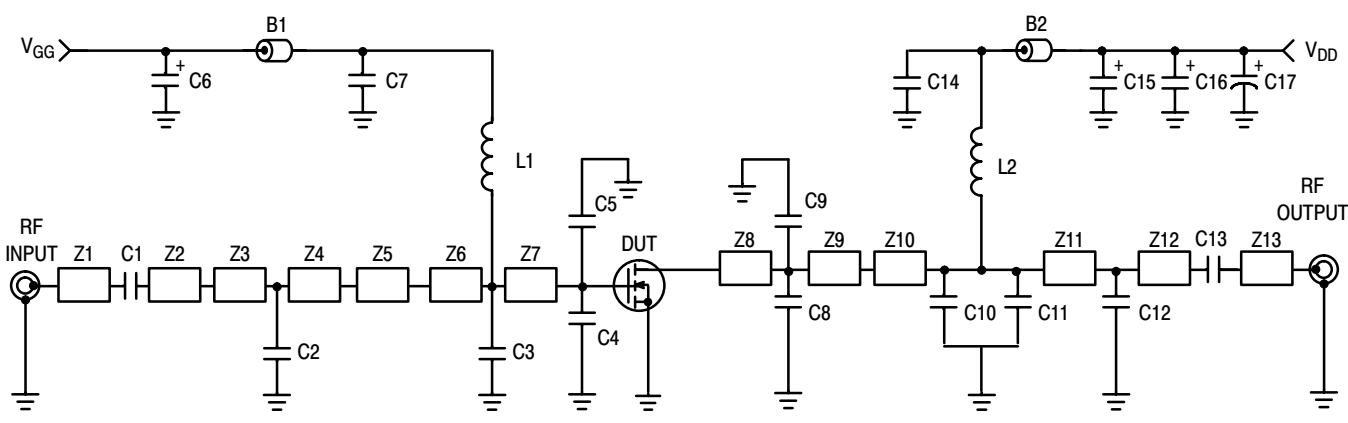 B1
B2
VGG
+
C6
C7
C14
+
C15
+
C16
+
C17
VDD
L1
L2
C5
C9
RF
INPUT
RF
OUTPUT
Z1
C1
Z2
Z3
Z4
Z5
Z6
Z7
DUT
Z8
Z9
Z10
Z11
Z12
C13
Z13
C2
C3
C4
C8
C10
C11
C12